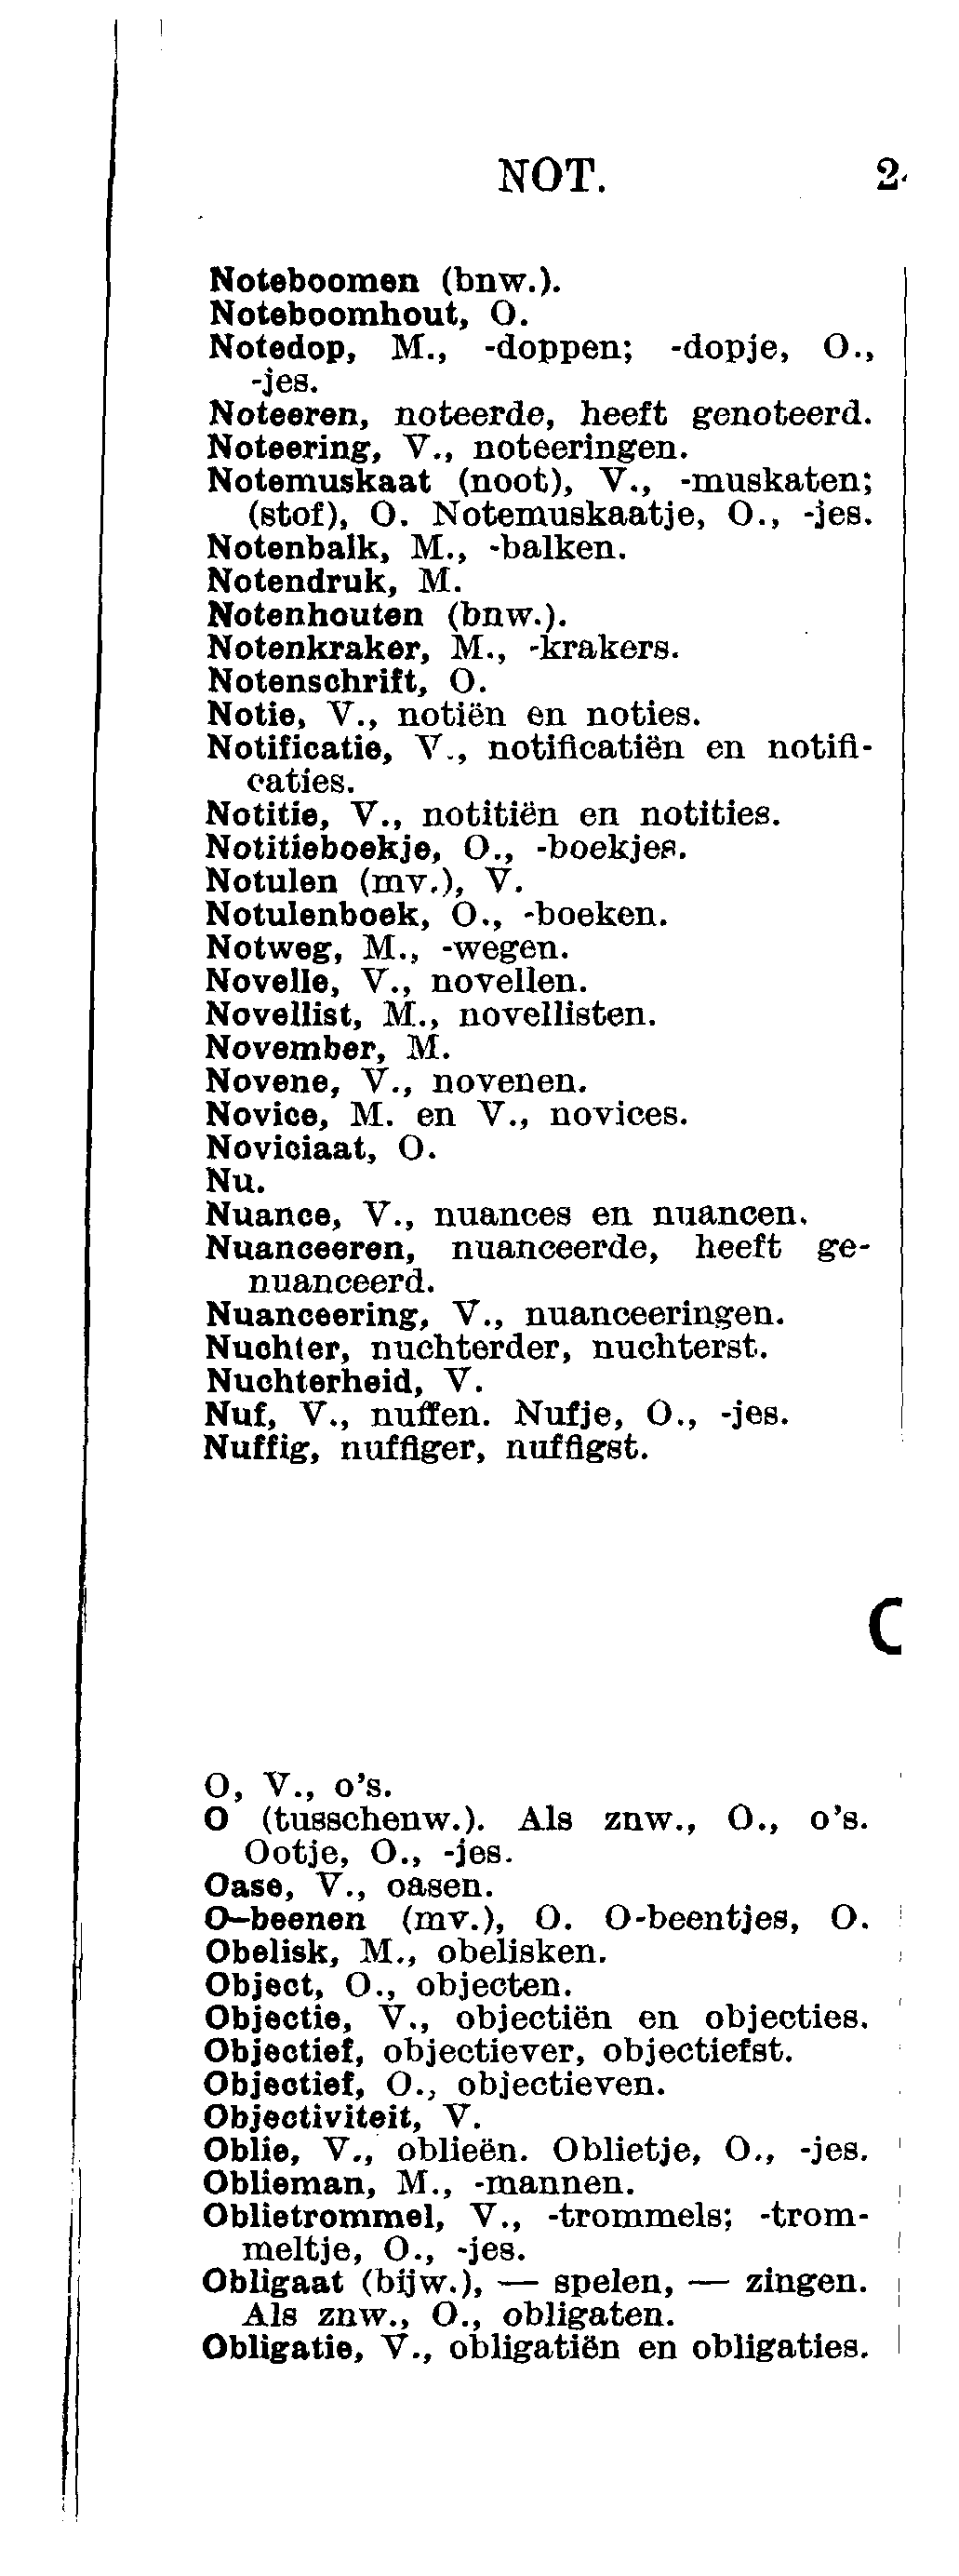 NOT.
Noteboomen (bnw.).
Noteboomhout, O.
Notedop, M., -doppen; -dopje, O.,
-jes.
Noteeren, noteerde, heeft genoteerd.
Noteering, V., noteeringen.
Notemuskaat (noot), V., -muskaten;
(stof), O. Notemuskaatje, O., -jes.
Notenbalk, M., -balken.
Notendruk, M.
Notenhouten (bnw.).
Notenkraker, M., -krakers.
Notenschrift, O.
Notie, V., notiën en noties.
Notificatie, V., notificatiën en notifi-
caties.
Notitie, V., notitiën en notities.
Notitieboekje, O., -boekjes.
Notulen (mv.), V.
Notulenboek, O., -boeken.
Notweg, M., -wegen.
Novelle, V., novellen.
Novellist, M., novellisten.
November, M.
Novene, V., novenen.
Novice, M. en V., novices.
Noviciaat, O.
Nu.
Nuance, V., nuances en nuancen.
Nuanceeren, nuanceerde, heeft ge-
nuanceerd.
Nuanceering, V., nuanceeringen.
Nuchter, nuchterder, nuchterst.
Nuchterheid, V.
Nuf, V., nuffen. Nufje, O., -jes.
Nuffig, nuffiger, nuffigst.
O, V., o's.
O (tusschenw.). Als znw., O., o's.
Ootje, O., -jes.
Oase, V., oasen.
O-beenen (mv.), O. O-beentjes, O.
Obelisk, M., obelisken.
Object, O., objecten.
Objectie, V., objectiën en objecties.
Objectief, objectiever, objectiefst.
Objectief, O., objectieven.
Objectiviteit, V.
Oblie, V., oblieën. Oblietje, O., -jes.
Oblieman, M., -mannen.
Oblietrommel, V., -trommels; -trom-
meltje, O., -jes.
Obligaat (bijw.), — spelen, — zingen.
Als znw., O., obligaten.
Obligatie, V., obligatiën en obligaties.